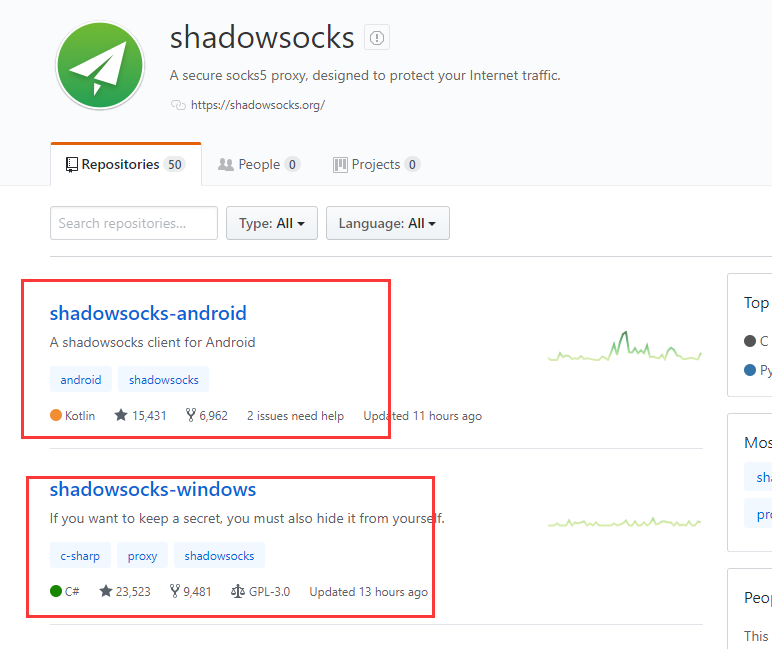 shadowsocks
A secure socks5 proxy, designed to protect your Internet traffic.
https://shadowsocks.org/
Repositories 50 People 0 Projects 0
Search repositories... Type: All Language: All
shadowsocks-android
A shadowsocks client for Android
android shadowsocks
Kotlin 15,431 6,962 2 issues need help Updated 11 hours ago
shadowsocks-windows
If you want to keep a secret, you must also hide it from yourself.
c-sharp proxy shadowsocks
C# 23,523 9,481 GPL-3.0 Updated 13 hours ago
Top
C
Py
Mos
sha
pro
Peop
This